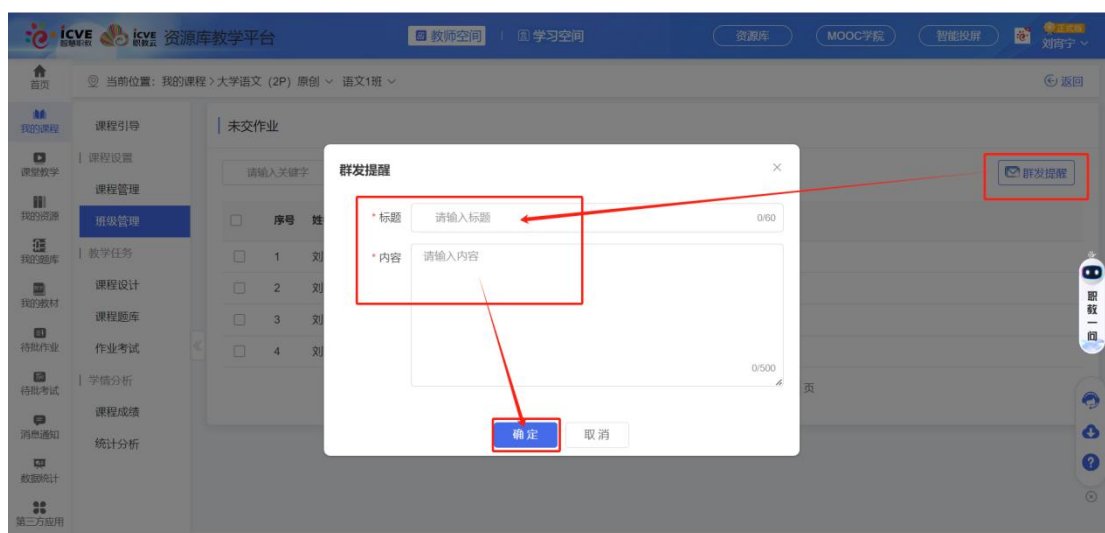 icve 智慧职教 icve 职教云 资源库教学平台 教师空间 学习空间 资源库 MOOC学院 智能投屏 正式版 刘宵宁
首页
当前位置：我的课程 > 大学语文（2P）原创 语文1班
返回
我的课程
课堂教学
我的资源
我的题库
我的教材
待批作业
待批考试
消息通知
数据统计
第三方应用
课程引导
课程设置
课程管理
班级管理
教学任务
课程设计
课程题库
作业考试
学情分析
课程成绩
统计分析
未交作业
请输入关键字
群发提醒
序号 姓
1 刘
2 刘
3 刘
4 刘
页
群发提醒
* 标题 请输入标题 0/60
* 内容 请输入内容
0/500
确定 取消
职教一问